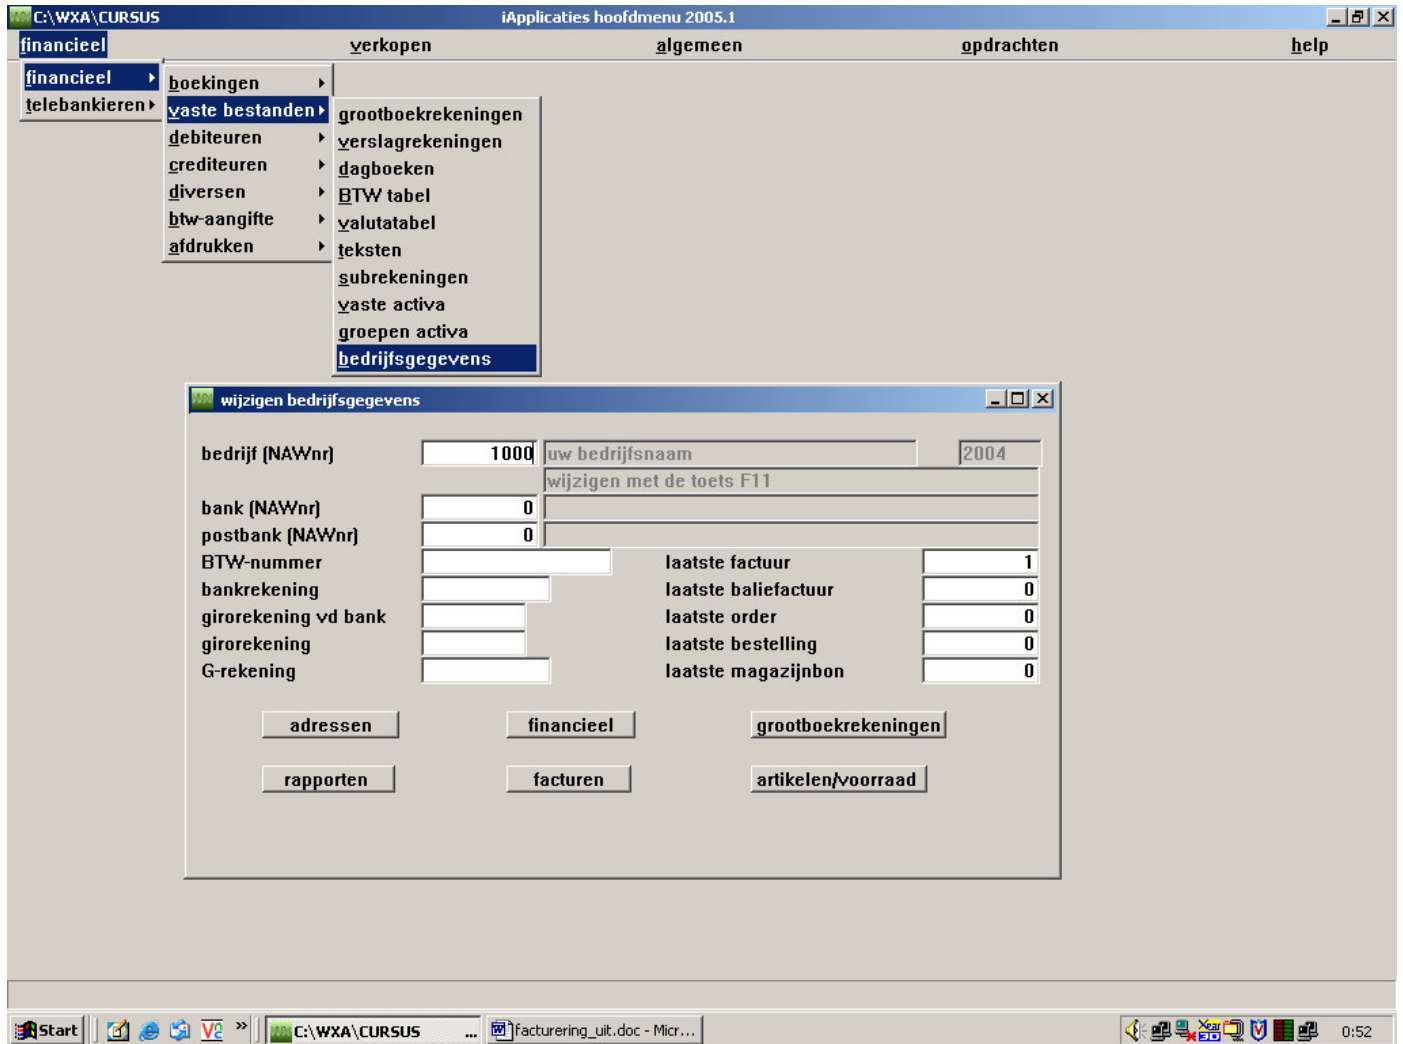 C:\WXA\CURSUS iApplicaties hoofdmenu 2005.1
financieel verkopen algemeen opdrachten help
financieel
telebankieren
boekingen
vaste bestanden
debiteuren
crediteuren
diversen
btw-aangifte
afdrukken
grootboekrekeningen
verslagrekeningen
dagboeken
BTW tabel
valutatabel
teksten
subrekeningen
vaste activa
groepen activa
bedrijfsgegevens
wijzigen bedrijfsgegevens
bedrijf (NAWnr) 1000 uw bedrijfsnaam 2004
wijzigen met de toets F11
bank (NAWnr) 0
postbank (NAWnr) 0
BTW-nummer laatste factuur 1
bankrekening laatste baliefactuur 0
girorekening vd bank laatste order 0
girorekening laatste bestelling 0
G-rekening laatste magazijnbon 0
adressen financieel grootboekrekeningen
rapporten facturen artikelen/voorraad
Start » C:\WXA\CURSUS ... facturering_uit.doc - Micr... 0:52